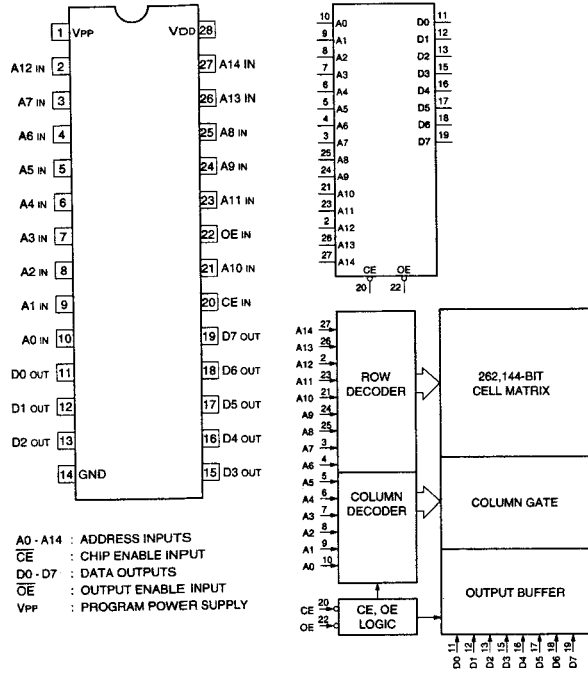 1 VPP VDD 28
A12 IN 2 27 A14 IN
A7 IN 3 26 A13 IN
A6 IN 4 25 A8 IN
A5 IN 5 24 A9 IN
A4 IN 6 23 A11 IN
A3 IN 7 22 OE IN
A2 IN 8 21 A10 IN
A1 IN 9 20 CE IN
A0 IN 10 19 D7 OUT
D0 OUT 11 18 D6 OUT
D1 OUT 12 17 D5 OUT
D2 OUT 13 16 D4 OUT
14 GND 15 D3 OUT
A0 - A14 : ADDRESS INPUTS
CE : CHIP ENABLE INPUT
D0 - D7 : DATA OUTPUTS
OE : OUTPUT ENABLE INPUT
VPP : PROGRAM POWER SUPPLY
10 A0 D0 11
9 A1 D1 12
8 A2 D2 13
7 A3 D3 15
6 A4 D4 16
5 A5 D5 17
4 A6 D6 18
3 A7 D7 19
25 A8
24 A9
21 A10
23 A11
2 A12
26 A13
27 A14
CE OE
20 22
A14 27
A13 26
A12 2
A11 23
A10 21
A9 24
A8 25
A7 3
A6 4
A5 5
A4 6
A3 7
A2 8
A1 9
A0 10
ROW
DECODER
COLUMN
DECODER
262,144-BIT
CELL MATRIX
COLUMN GATE
OUTPUT BUFFER
CE 20
OE 22
CE, OE
LOGIC
11 12 13 15 16 17 18 19
D0 D1 D2 D3 D4 D5 D6 D7